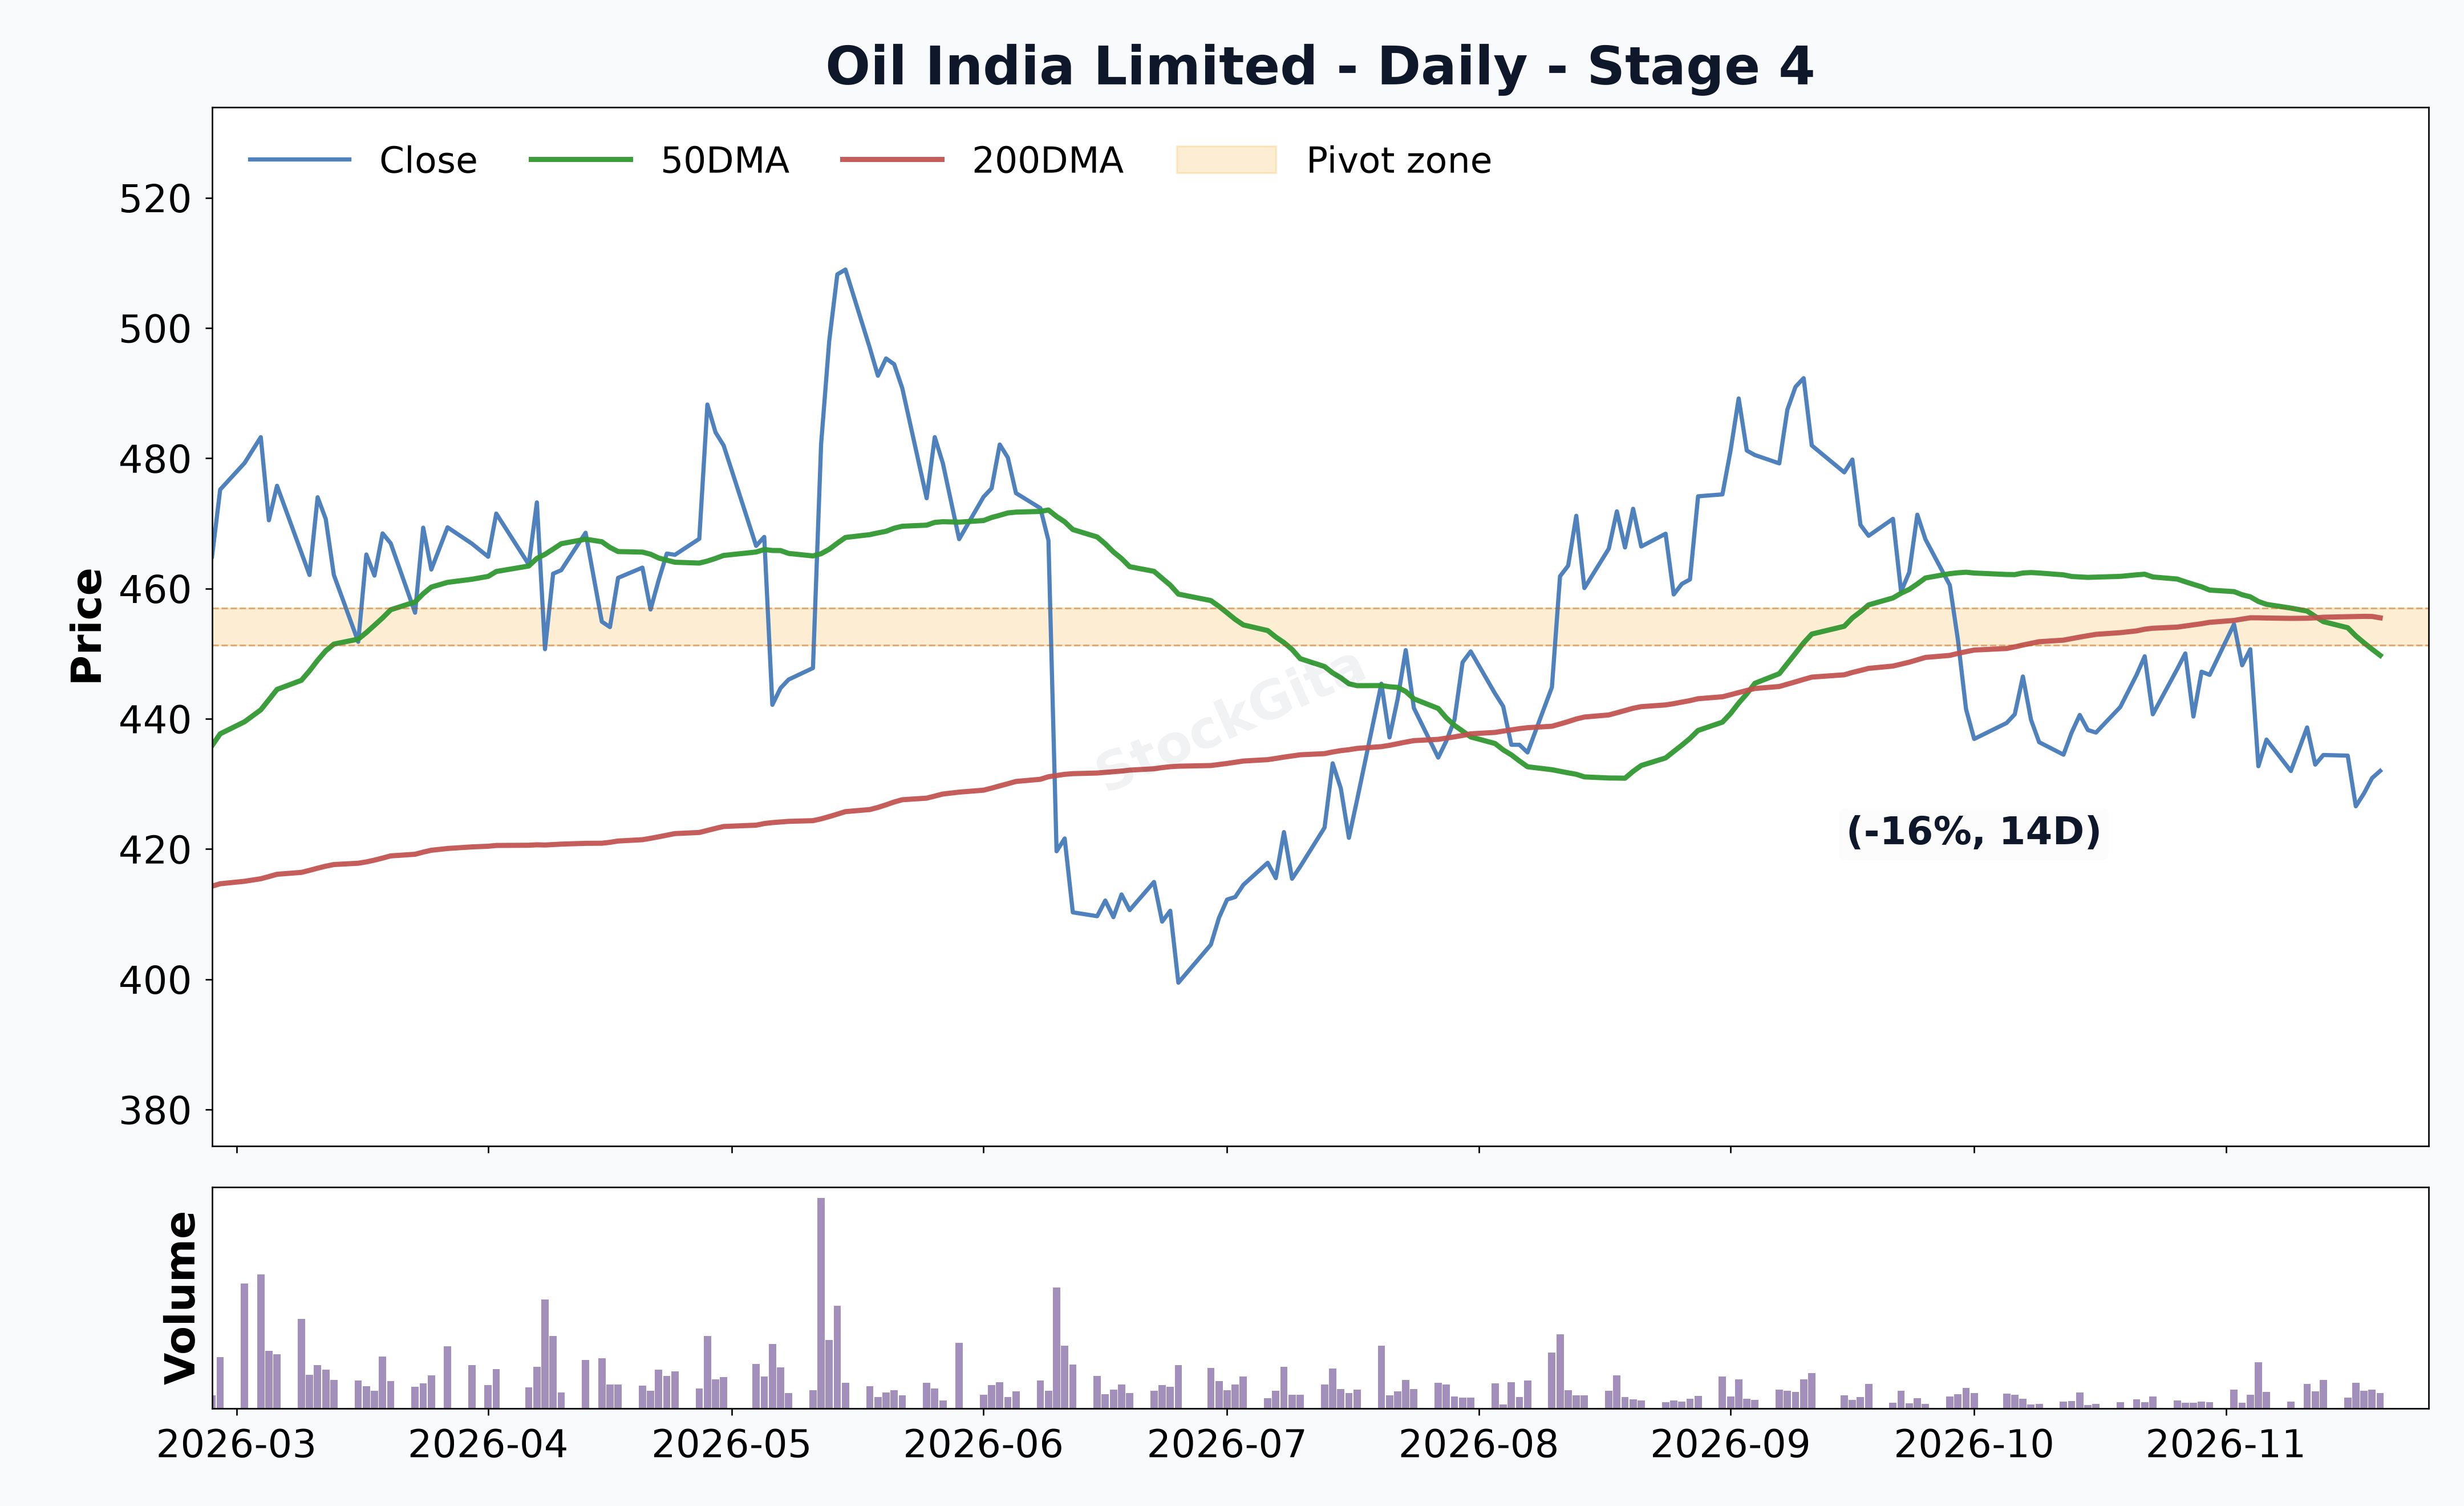 Oil India Limited - Daily - Stage 4
Close 50DMA 200DMA Pivot zone
520
500
480
460
440
420
400
380
Price
StockGita
(-16%, 14D)
Volume
2026-03 2026-04 2026-05 2026-06 2026-07 2026-08 2026-09 2026-10 2026-11